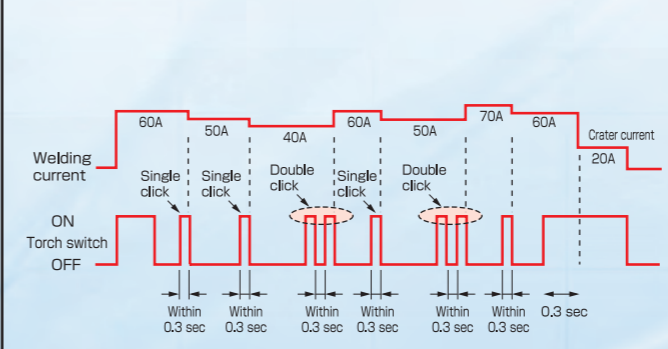 60A
50A
40A
60A
50A
70A
60A
Crater current
20A
Welding
current
Single
click
Single
click
Double
click
Single
click
Double
click
ON
Torch switch
OFF
Within
0.3 sec
Within
0.3 sec
Within
0.3 sec
Within
0.3 sec
Within
0.3 sec
Within
0.3 sec
0.3 sec